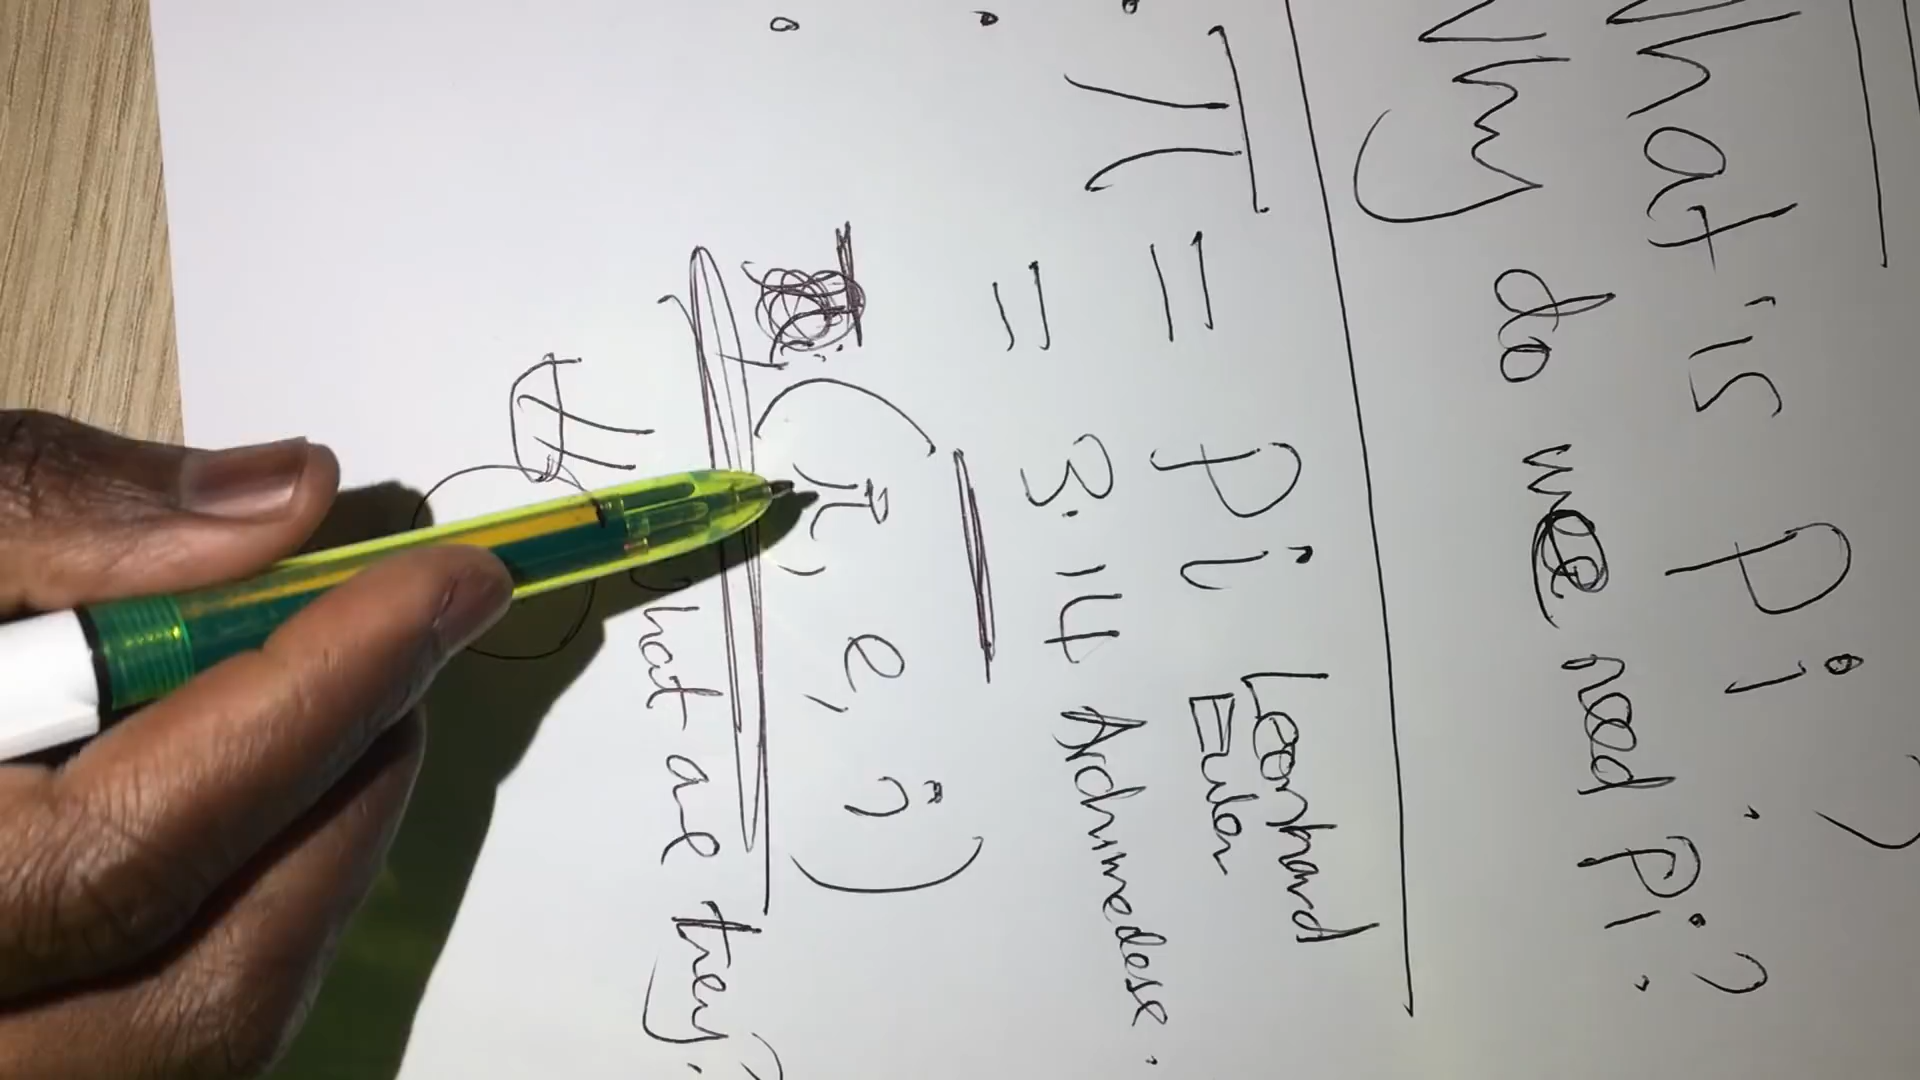 What is Pi?
Why do we need Pi?
π = Pi Leonhard
Euler
= 3.14 Archimedese.
(π, e, i)
What are they?